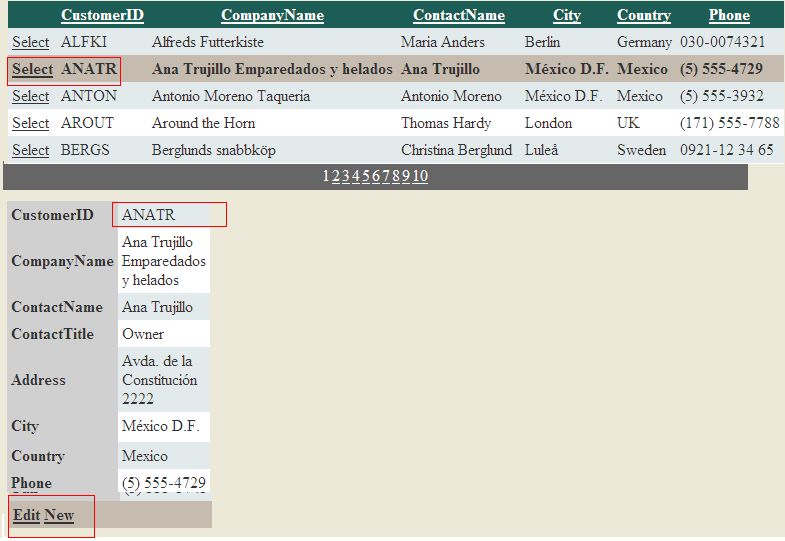 CustomerID CompanyName ContactName City Country Phone
Select ALFKI Alfreds Futterkiste Maria Anders Berlin Germany 030-0074321
Select ANATR Ana Trujillo Emparedados y helados Ana Trujillo México D.F. Mexico (5) 555-4729
Select ANTON Antonio Moreno Taquería Antonio Moreno México D.F. Mexico (5) 555-3932
Select AROUT Around the Horn Thomas Hardy London UK (171) 555-7788
Select BERGS Berglunds snabbköp Christina Berglund Luleå Sweden 0921-12 34 65
12345678910
CustomerID ANATR
CompanyName Ana Trujillo
Emparedados
y helados
ContactName Ana Trujillo
ContactTitle Owner
Address Avda. de la
Constitución
2222
City México D.F.
Country Mexico
Phone (5) 555-4729
Edit New